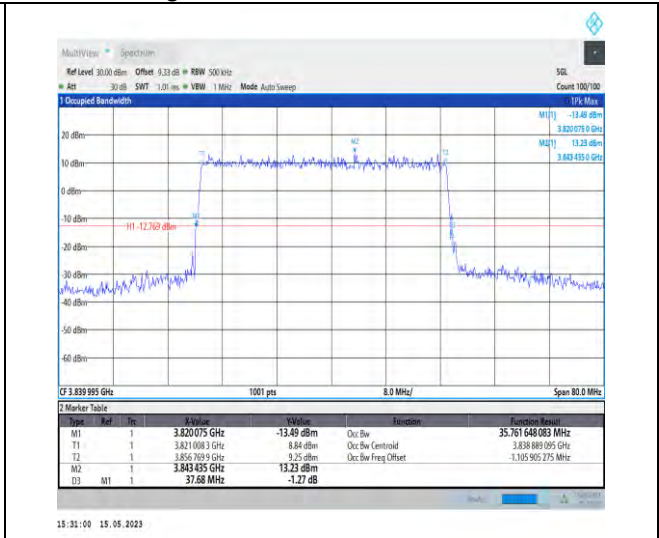 MultiView Spectrum
Ref Level 30.00 dBm Offset 9.33 dB RBW 500 kHz SGL
Att 30 dB SWT 1.01 ms VBW 1 MHz Mode Auto Sweep Count 100/100
1 Occupied Bandwidth 1Pk Max
M1[1] -13.49 dBm
3.820 075 0 GHz
20 dBm
M2[1] 13.23 dBm
3.843 435 0 GHz
M2
T1
T2
10 dBm
0 dBm
-10 dBm
M1
H1 -12.769 dBm
-20 dBm
-30 dBm
-40 dBm
-50 dBm
-60 dBm
CF 3.839 995 GHz 1001 pts 8.0 MHz/ Span 80.0 MHz
2 Marker Table
Type Ref Trc X-Value Y-Value Function Function Result
M1 1 3.820 075 GHz -13.49 dBm Occ Bw 35.761 648 083 MHz
T1 1 3.821 008 3 GHz 8.84 dBm Occ Bw Centroid 3.838 889 095 GHz
T2 1 3.856 769 9 GHz 9.25 dBm Occ Bw Freq Offset -1.105 905 275 MHz
M2 1 3.843 435 GHz 13.23 dBm
D3 M1 1 37.68 MHz -1.27 dB
15:31:00 15.05.2023